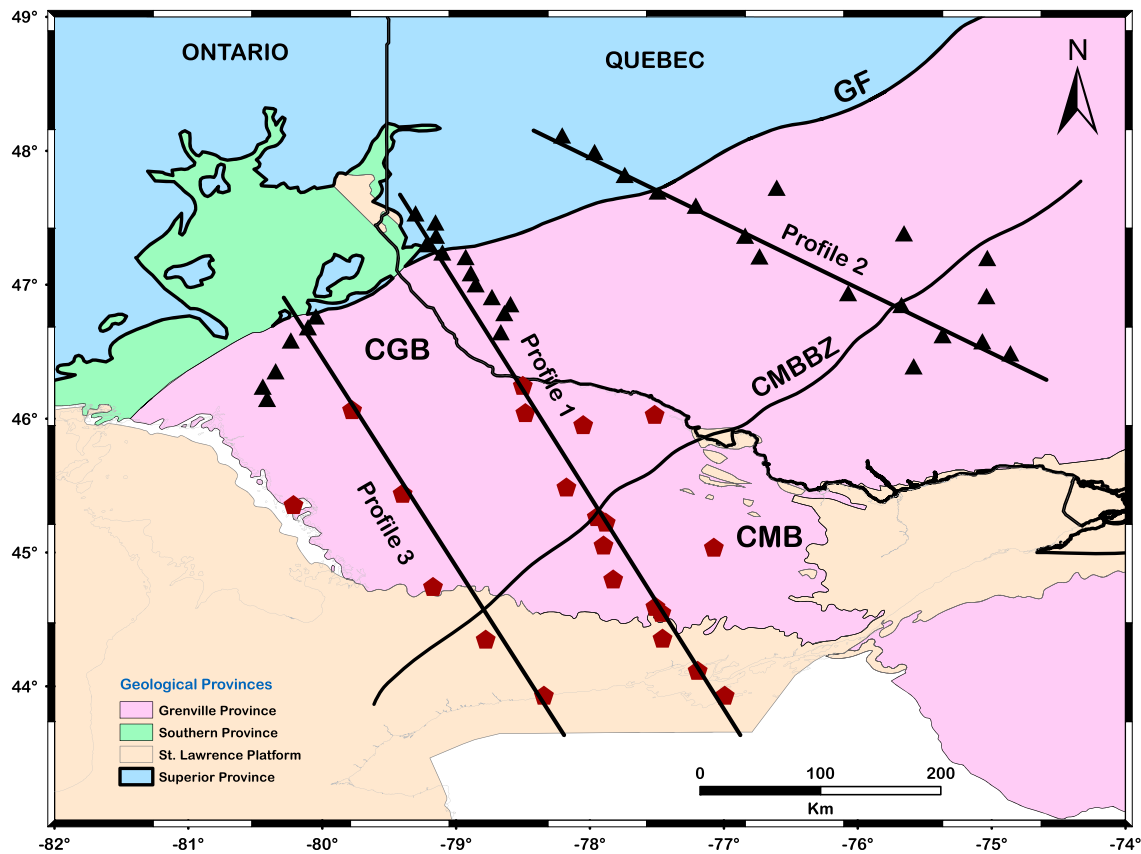 49°
ONTARIO
QUEBEC
N
GF
48°
Profile 2
47°
CGB
Profile 1
CMBBZ
46°
Profile 3
CMB
45°
44°
Geological Provinces
Grenville Province
Southern Province
St. Lawrence Platform
Superior Province
0 100 200
Km
-82° -81° -80° -79° -78° -77° -76° -75° -74°